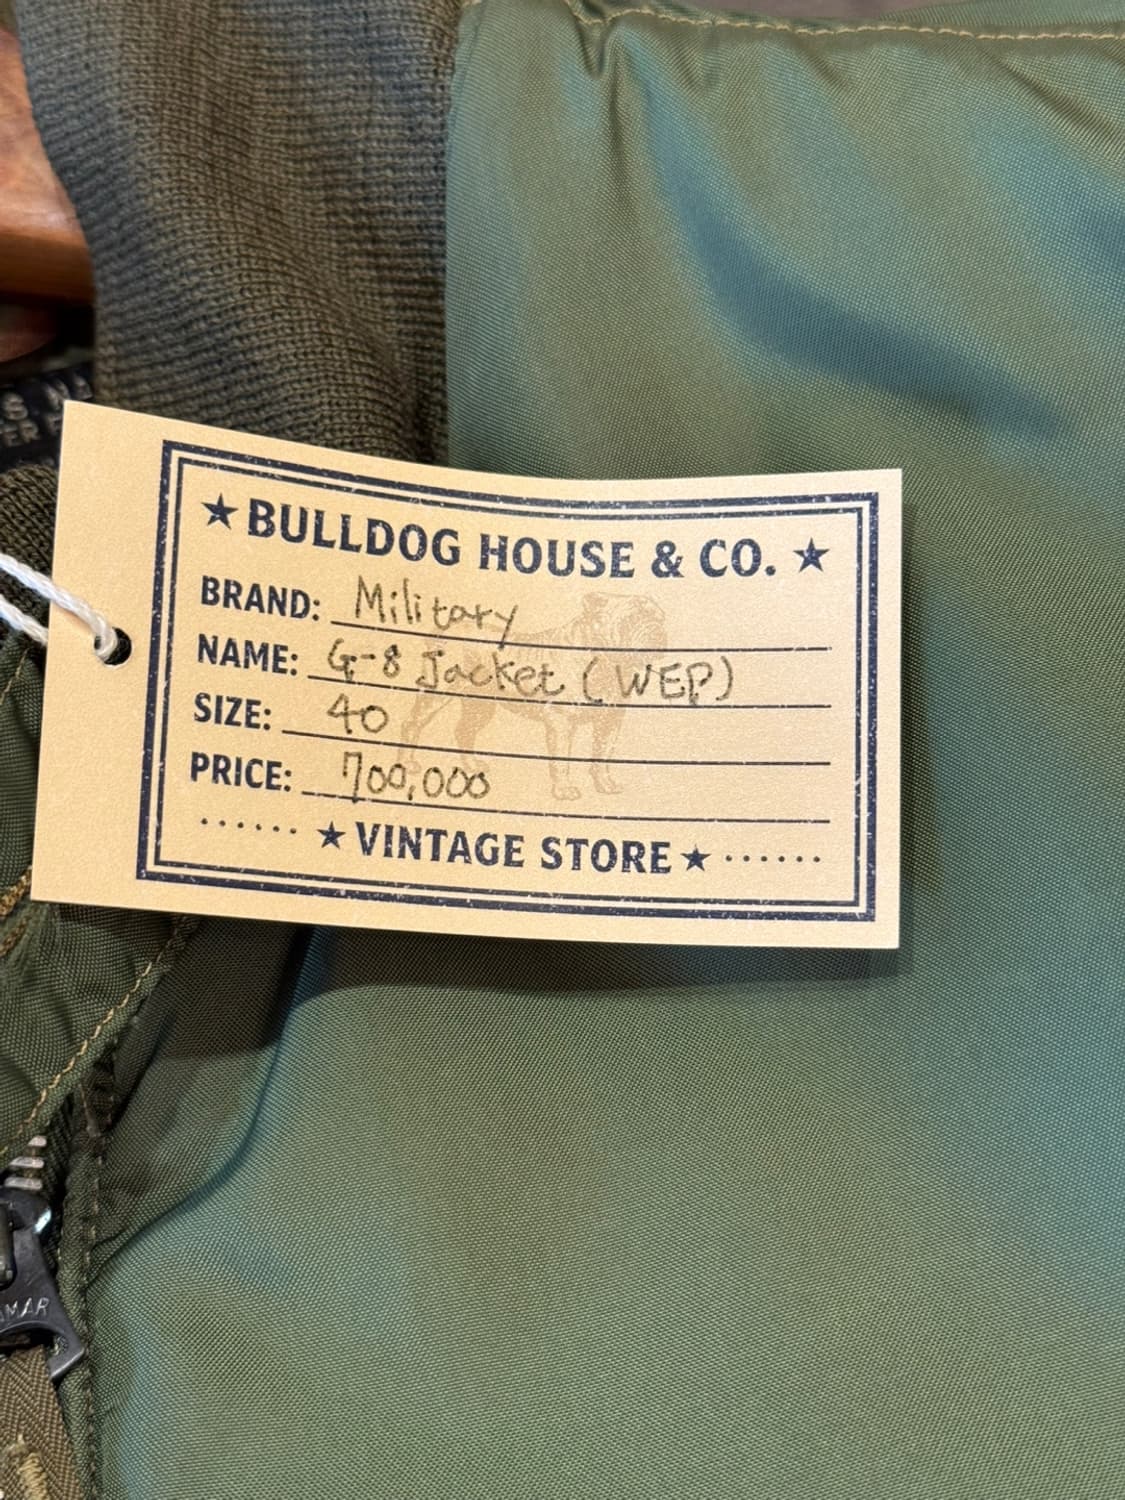 ★ BULLDOG HOUSE & CO. ★
BRAND: Military
NAME: G-8 Jacket (WEP)
SIZE: 40
PRICE: 700,000
...... ★ VINTAGE STORE ★ ......